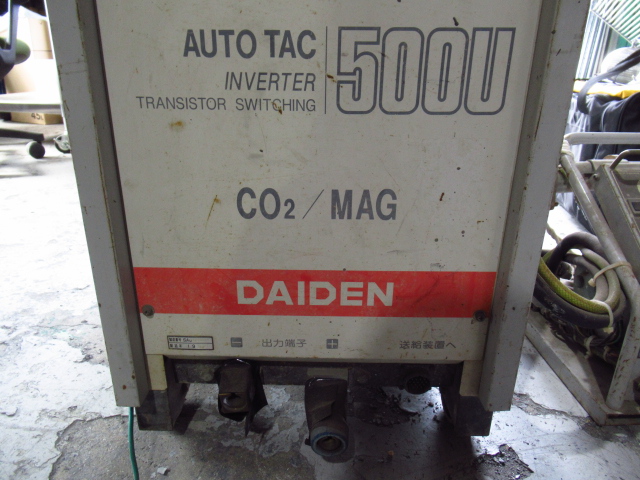 AUTO TAC
INVERTER
TRANSISTOR SWITCHING
500U
CO2 / MAG
DAIDEN
− 出力端子 + 送給装置へ